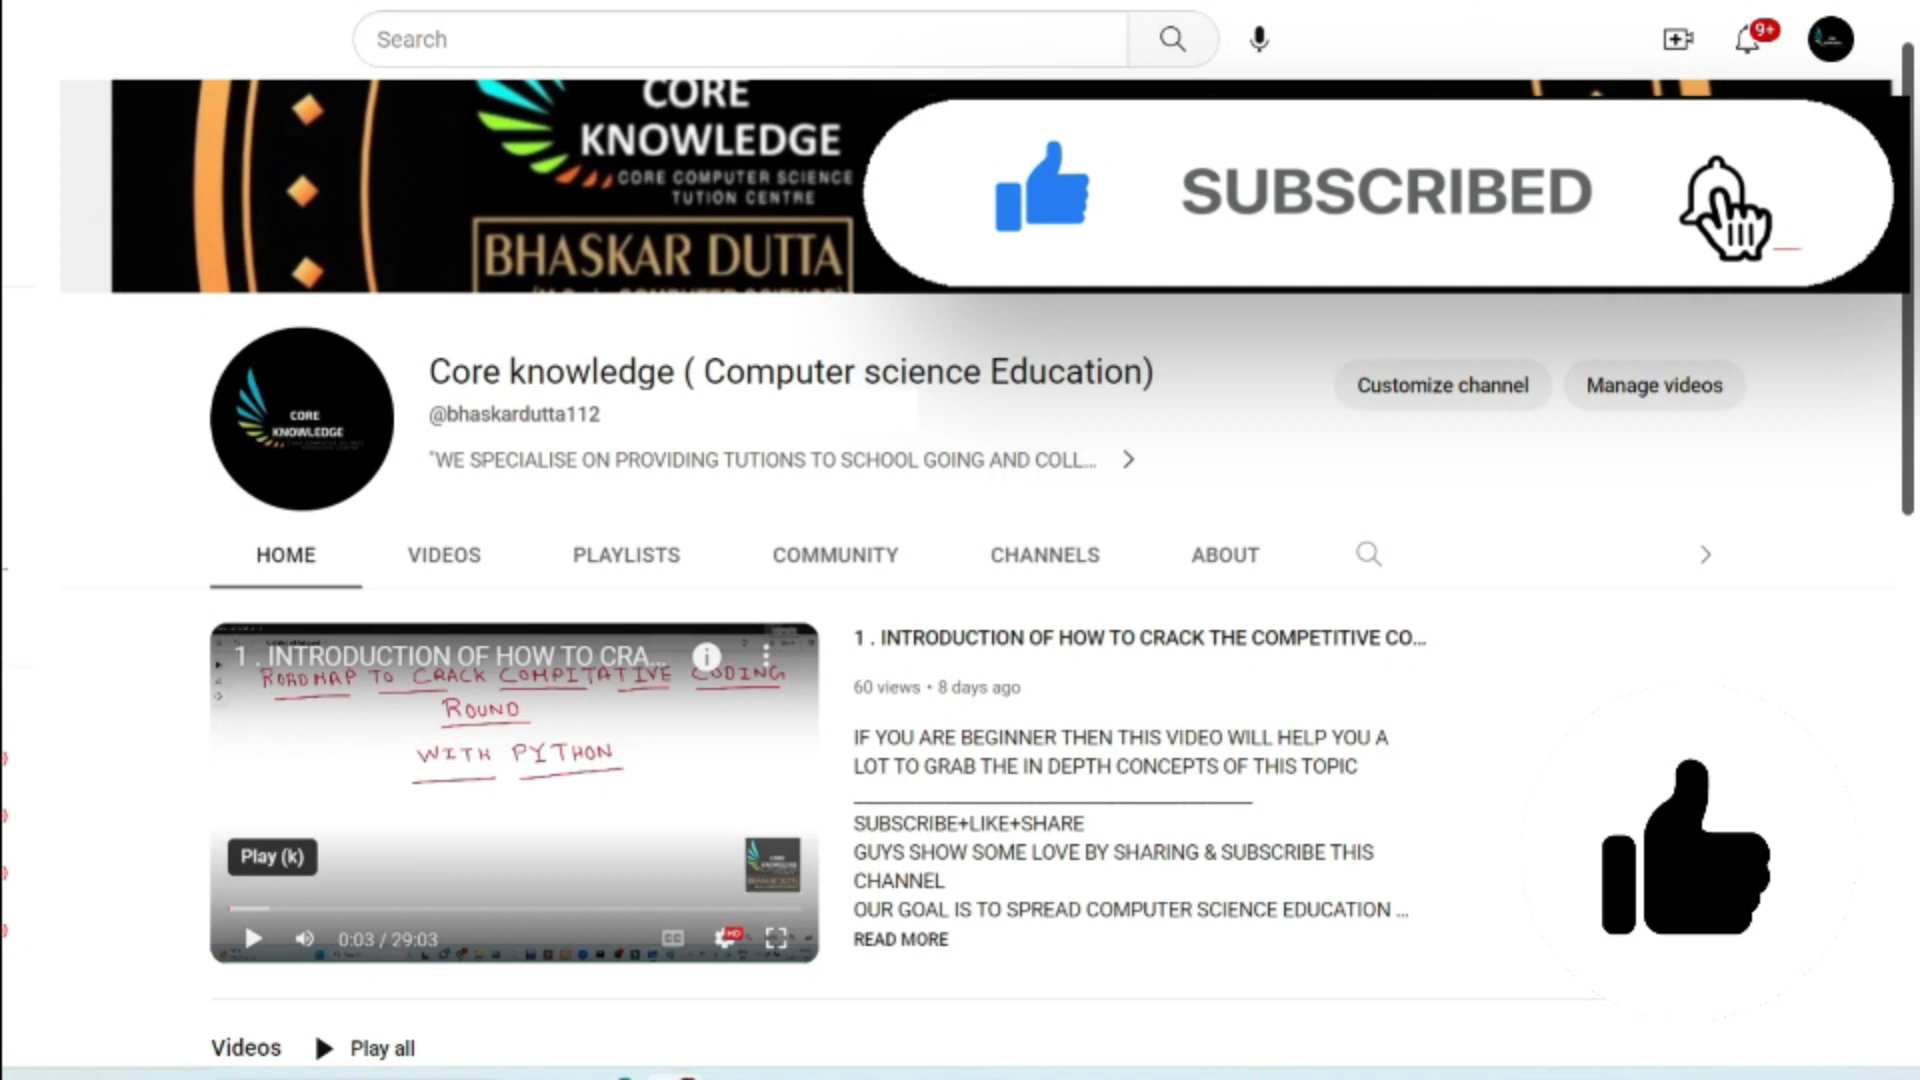 Search
9+
CORE
KNOWLEDGE
CORE COMPUTER SCIENCE
TUTION CENTRE
BHASKAR DUTTA
SUBSCRIBED
CORE
KNOWLEDGE
Core knowledge ( Computer science Education)
@bhaskardutta112
"WE SPECIALISE ON PROVIDING TUTIONS TO SCHOOL GOING AND COLL...
Customize channel
Manage videos
HOME
VIDEOS
PLAYLISTS
COMMUNITY
CHANNELS
ABOUT
1 . INTRODUCTION OF HOW TO CRA...
ROADMAP TO CRACK COMPITATIVE CODING
ROUND
WITH PYTHON
Play (k)
0:03 / 29:03
CC
HD
1 . INTRODUCTION OF HOW TO CRACK THE COMPETITIVE CO...
60 views • 8 days ago
IF YOU ARE BEGINNER THEN THIS VIDEO WILL HELP YOU A
LOT TO GRAB THE IN DEPTH CONCEPTS OF THIS TOPIC
SUBSCRIBE+LIKE+SHARE
GUYS SHOW SOME LOVE BY SHARING & SUBSCRIBE THIS
CHANNEL
OUR GOAL IS TO SPREAD COMPUTER SCIENCE EDUCATION ...
READ MORE
Videos
Play all